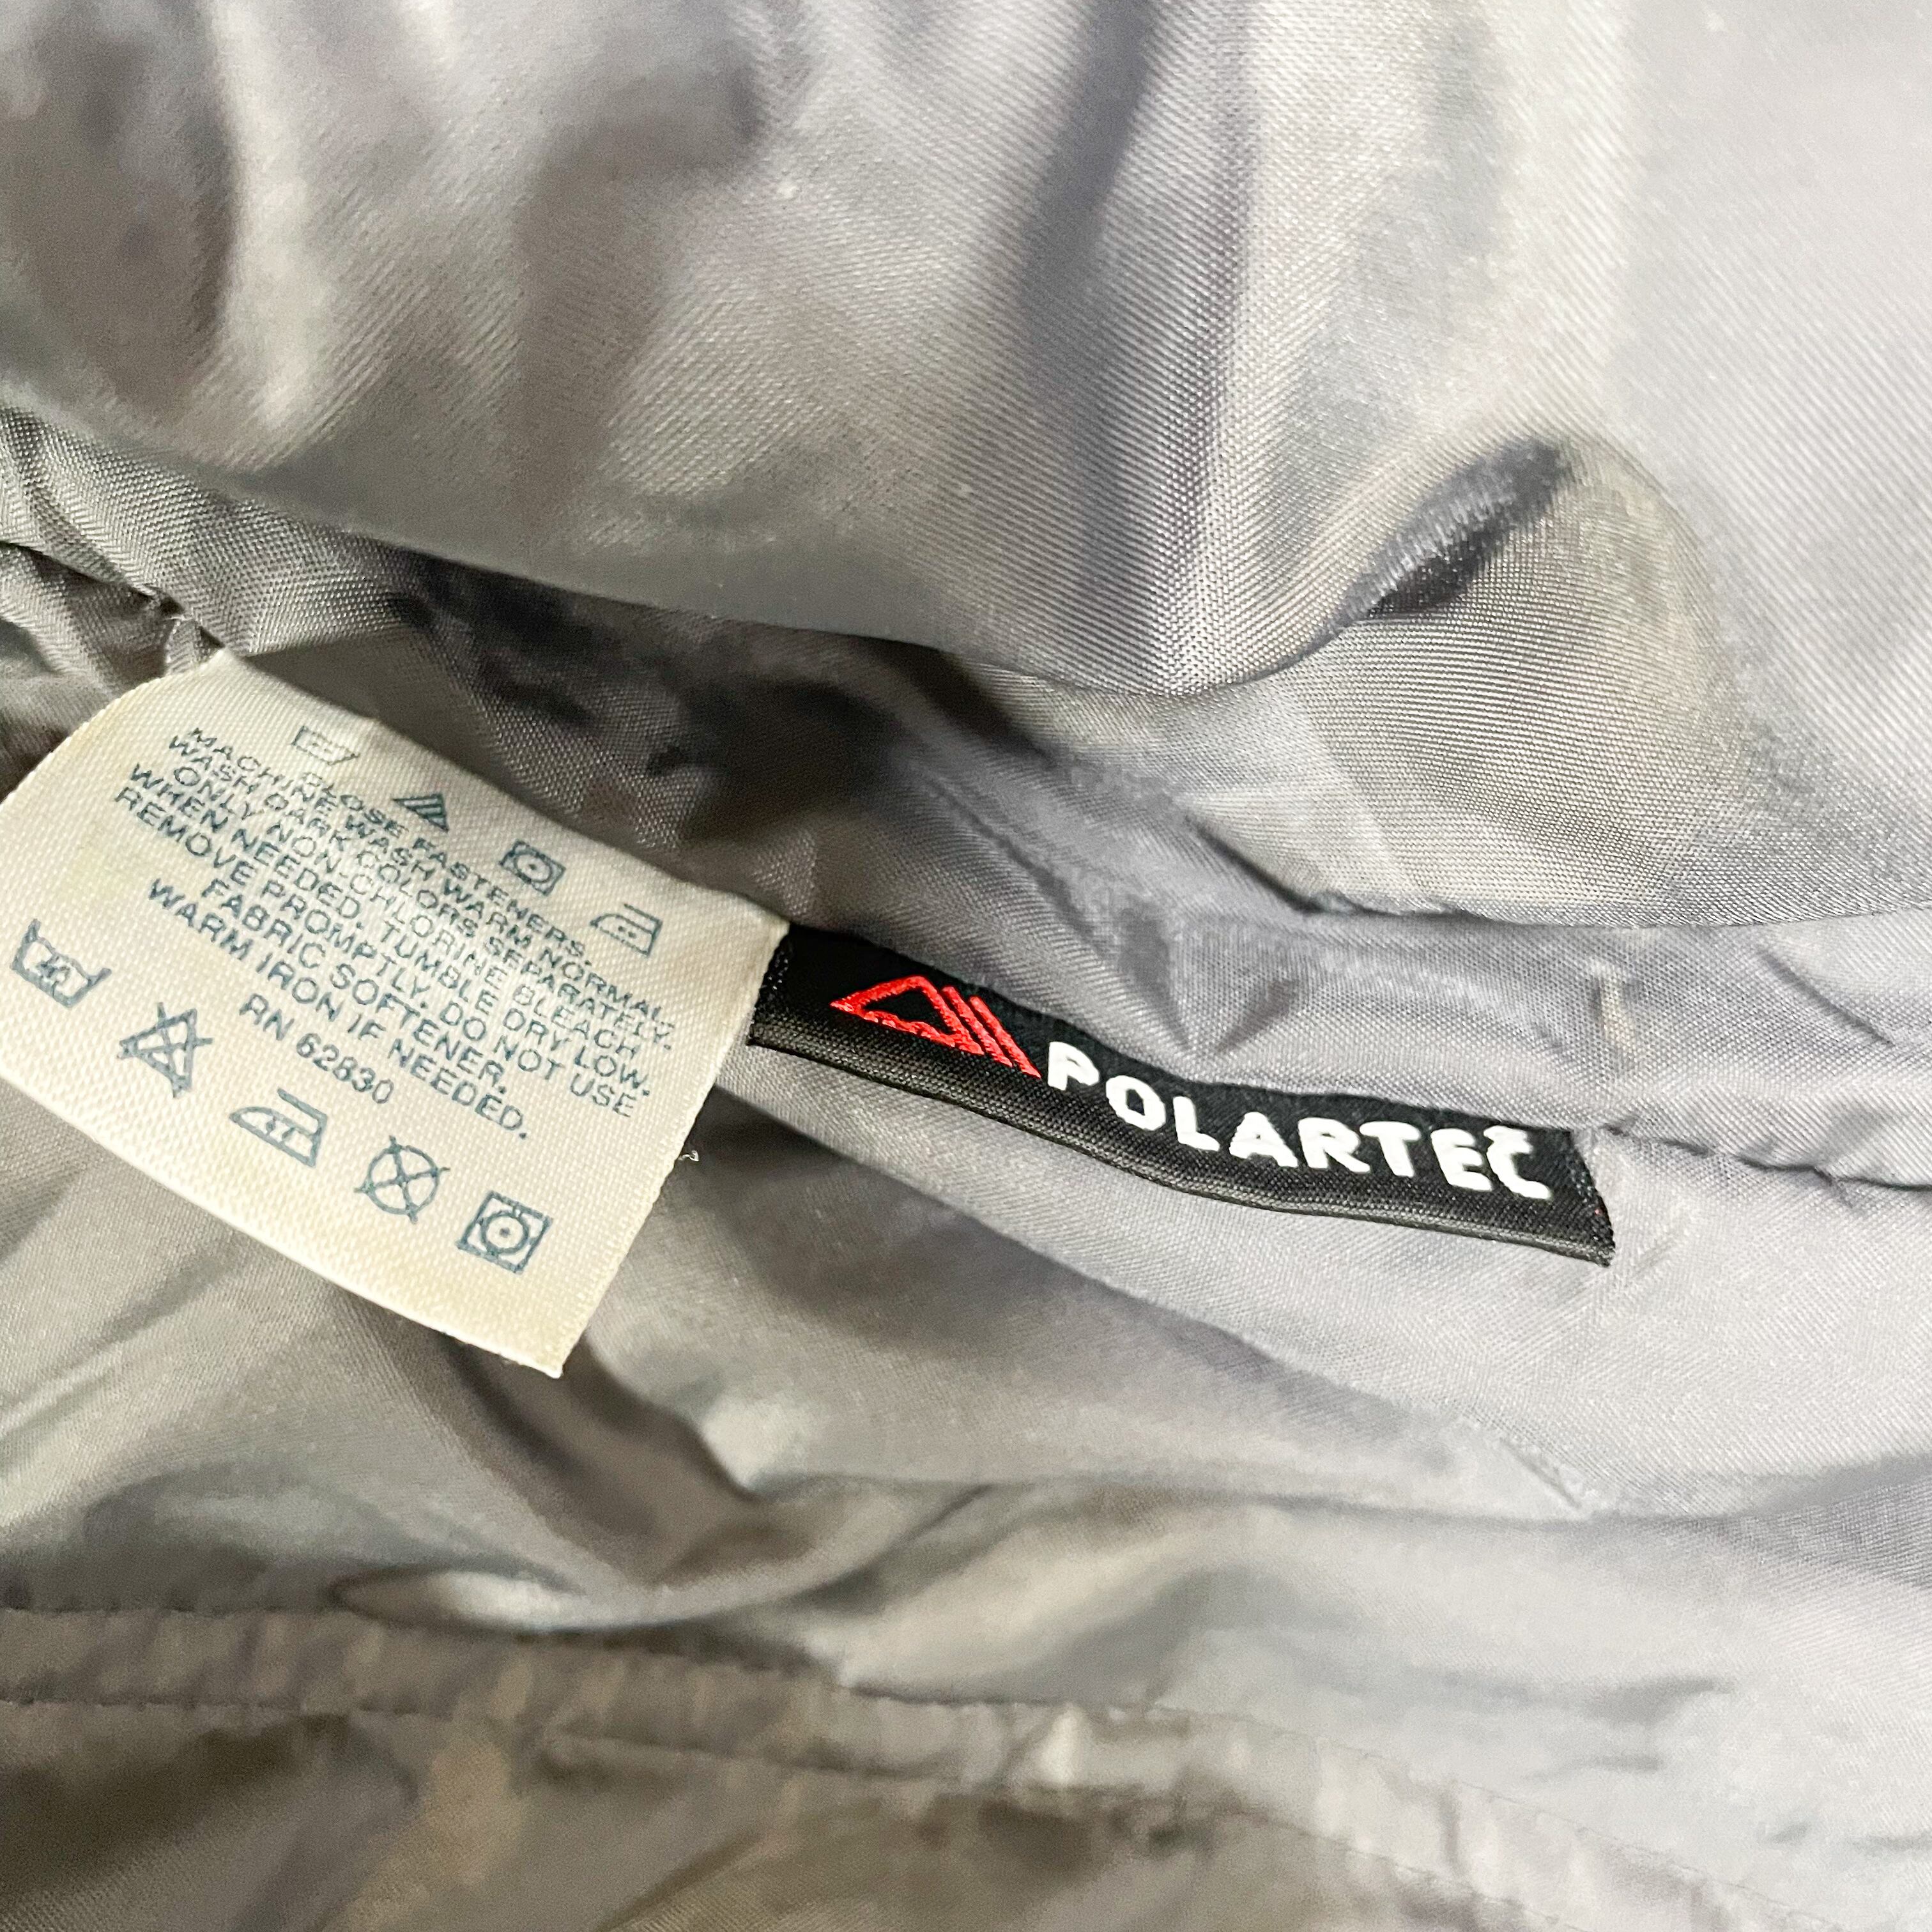 CLOSE FASTENERS.
MACHINE WASH WARM, NORMAL.
WASH DARK COLORS SEPARATELY.
ONLY NON-CHLORINE BLEACH
WHEN NEEDED. TUMBLE DRY LOW.
REMOVE PROMPTLY. DO NOT USE
FABRIC SOFTENER.
WARM IRON IF NEEDED.
RN 62830
40
POLARTEC